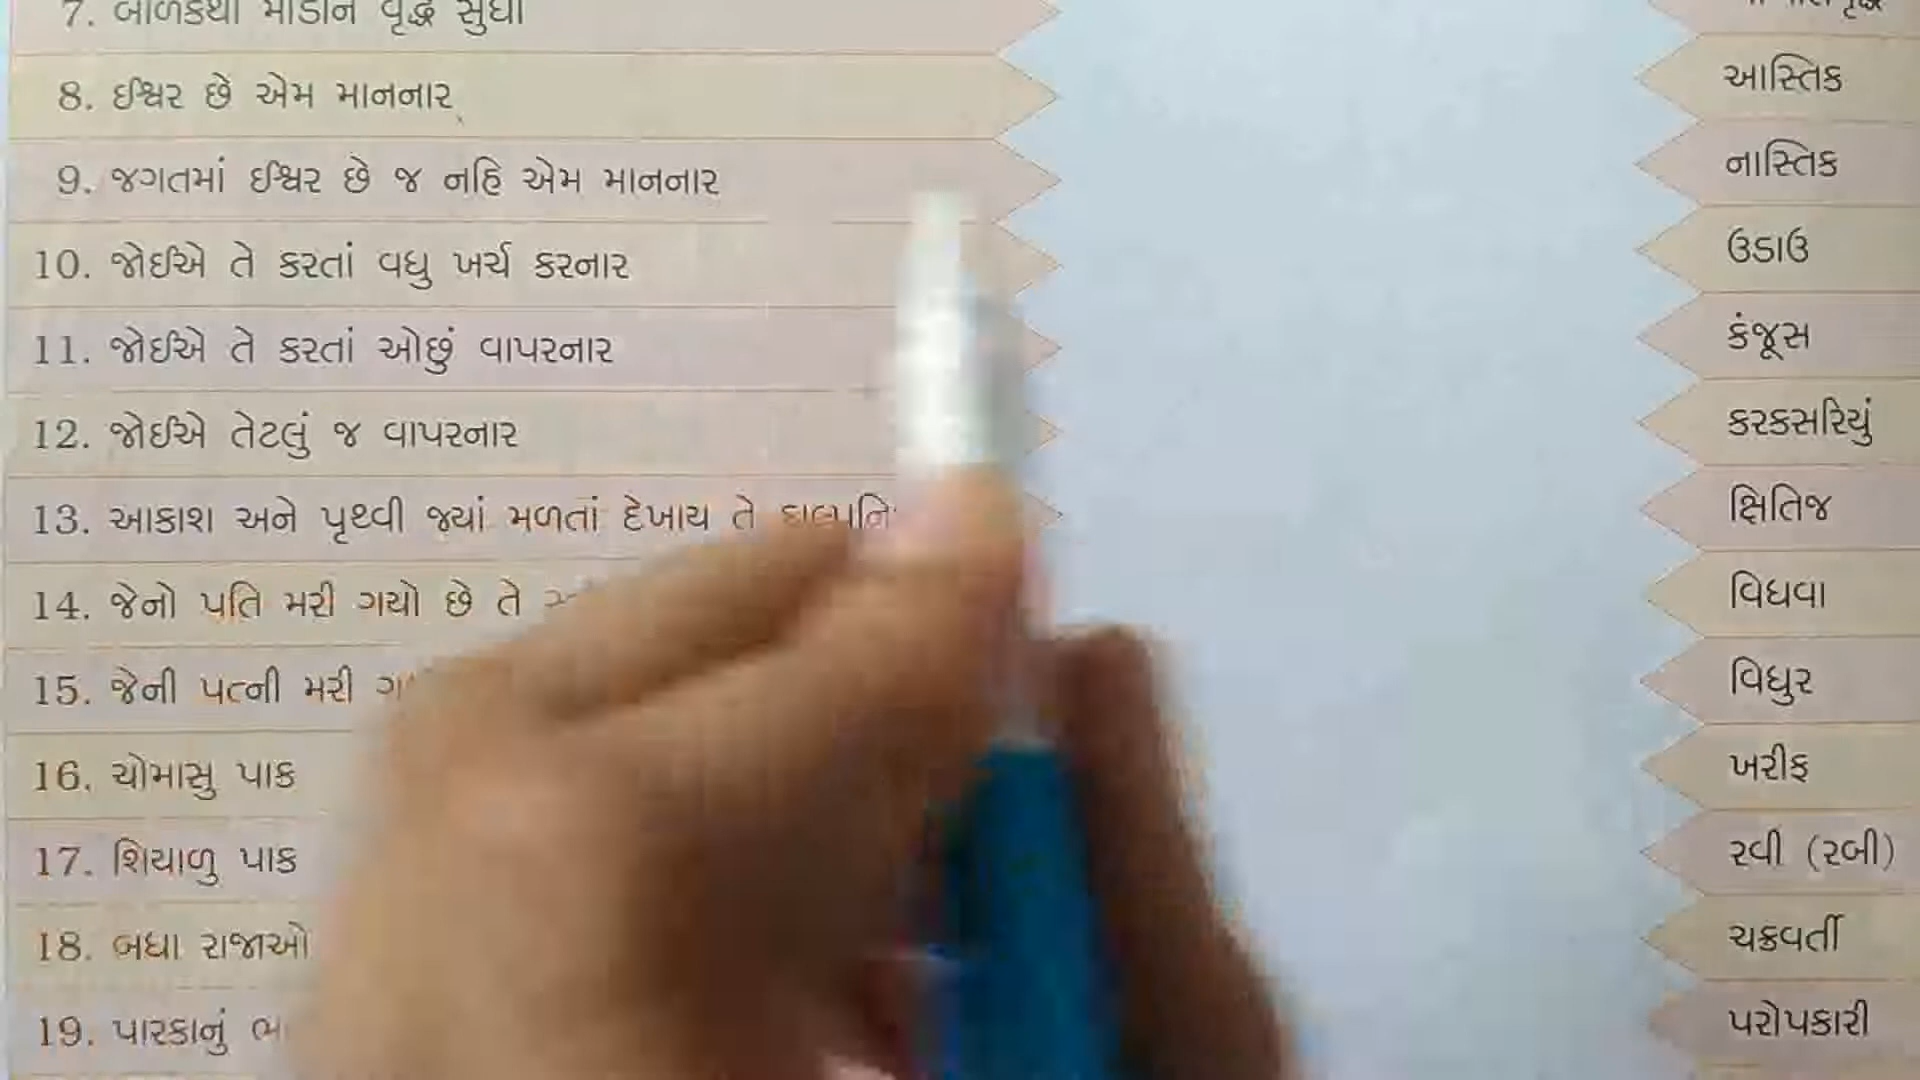 7. બાળકથી માંડીને વૃદ્ધ સુધી
8. ઈશ્વર છે એમ માનનાર આસ્તિક
9. જગતમાં ઈશ્વર છે જ નહિ એમ માનનાર નાસ્તિક
10. જોઈએ તે કરતાં વધુ ખર્ચ કરનાર ઉડાઉ
11. જોઈએ તે કરતાં ઓછું વાપરનાર કંજૂસ
12. જોઈએ તેટલું જ વાપરનાર કરકસરિયું
13. આકાશ અને પૃથ્વી જ્યાં મળતાં દેખાય તે ક્ષિતિજ
14. જેનો પતિ મરી ગયો છે તે વિધવા
15. જેની પત્ની મરી વિધુર
16. ચોમાસુ પાક ખરીફ
17. શિયાળુ પાક રવી (રબી)
18. બધા રાજાઓ ચક્રવર્તી
19. પારકાનું પરોપકારી